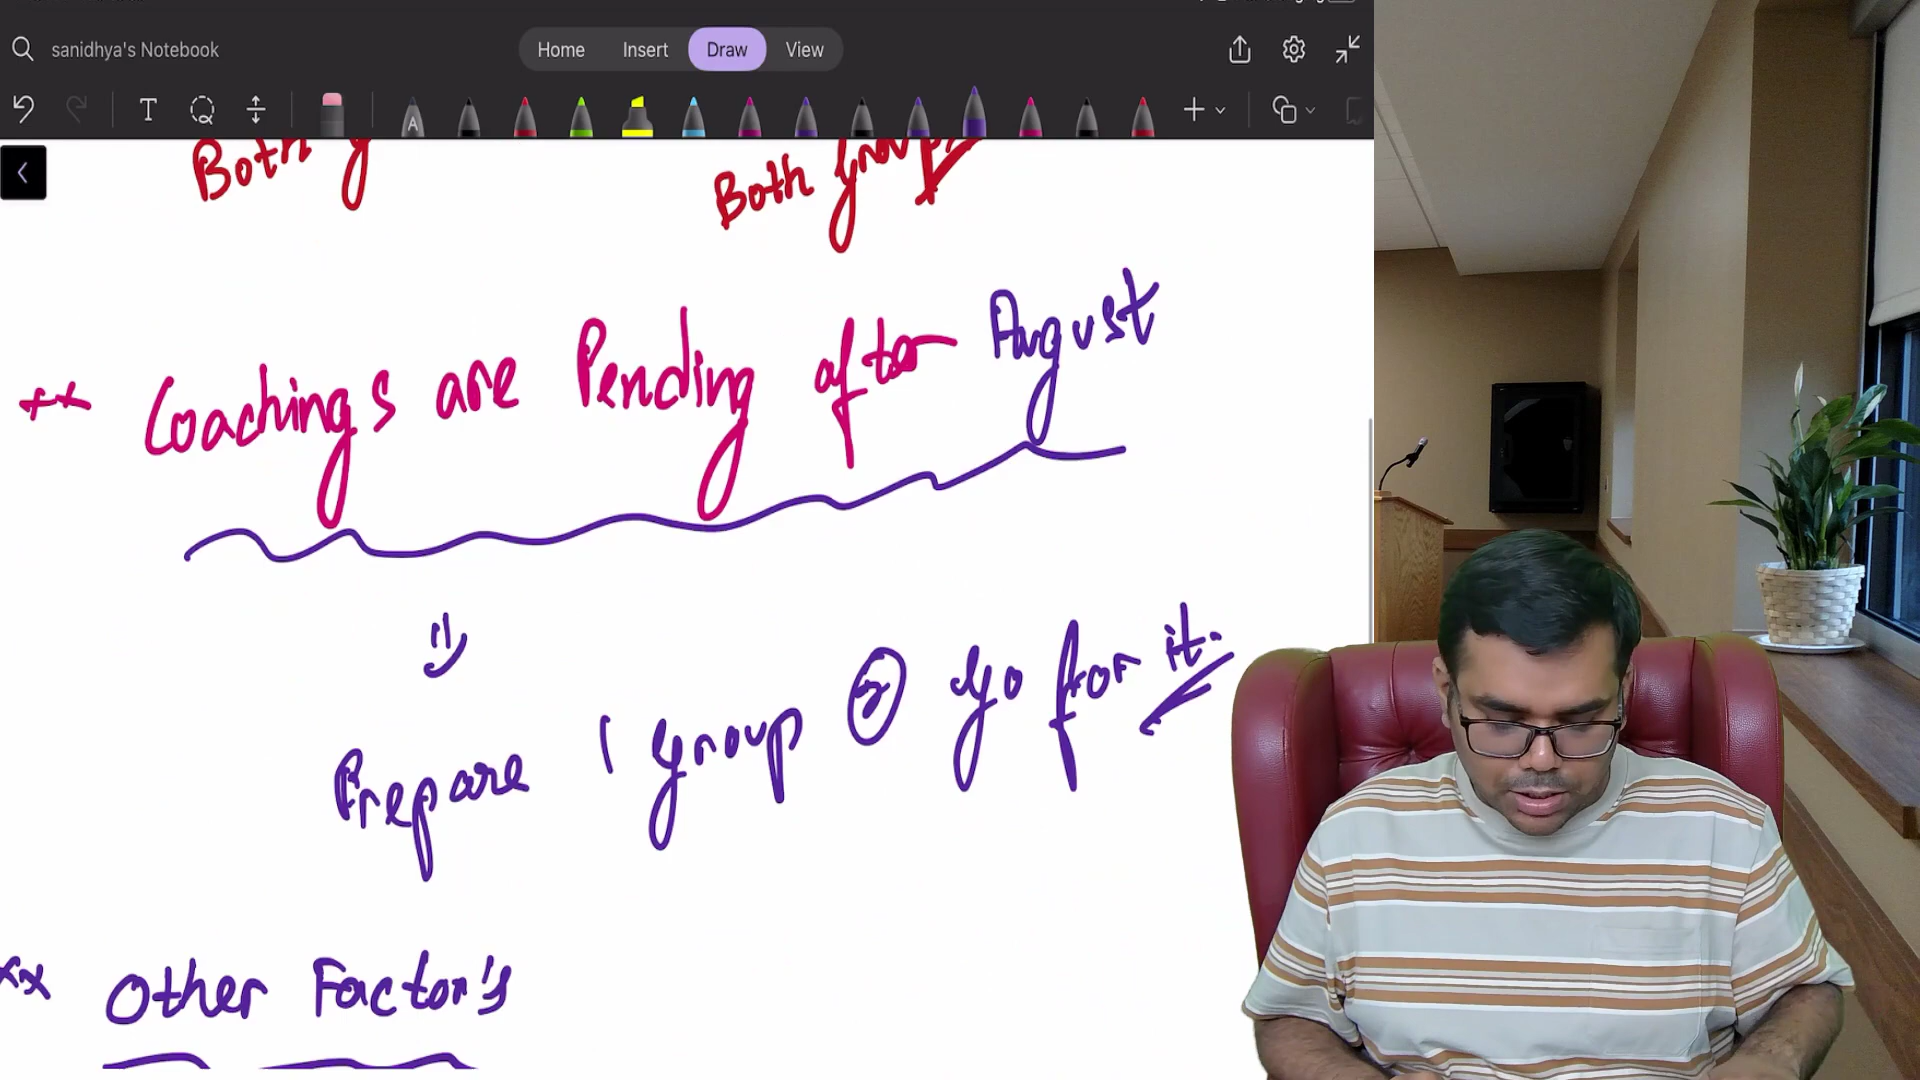 sanidhya's Notebook
Home Insert Draw View
T
A
Both Both group
** Coachings are Pending after August
Prepare 1 group & Go for it.
** Other Factor's